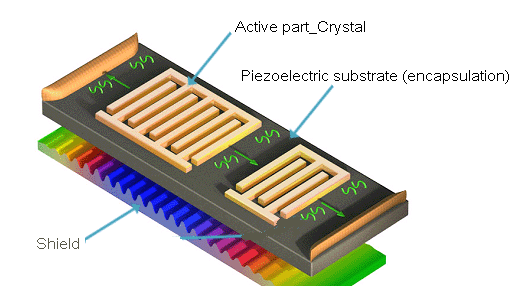 Active part_Crystal
Piezoelectric substrate (encapsulation)
Shield